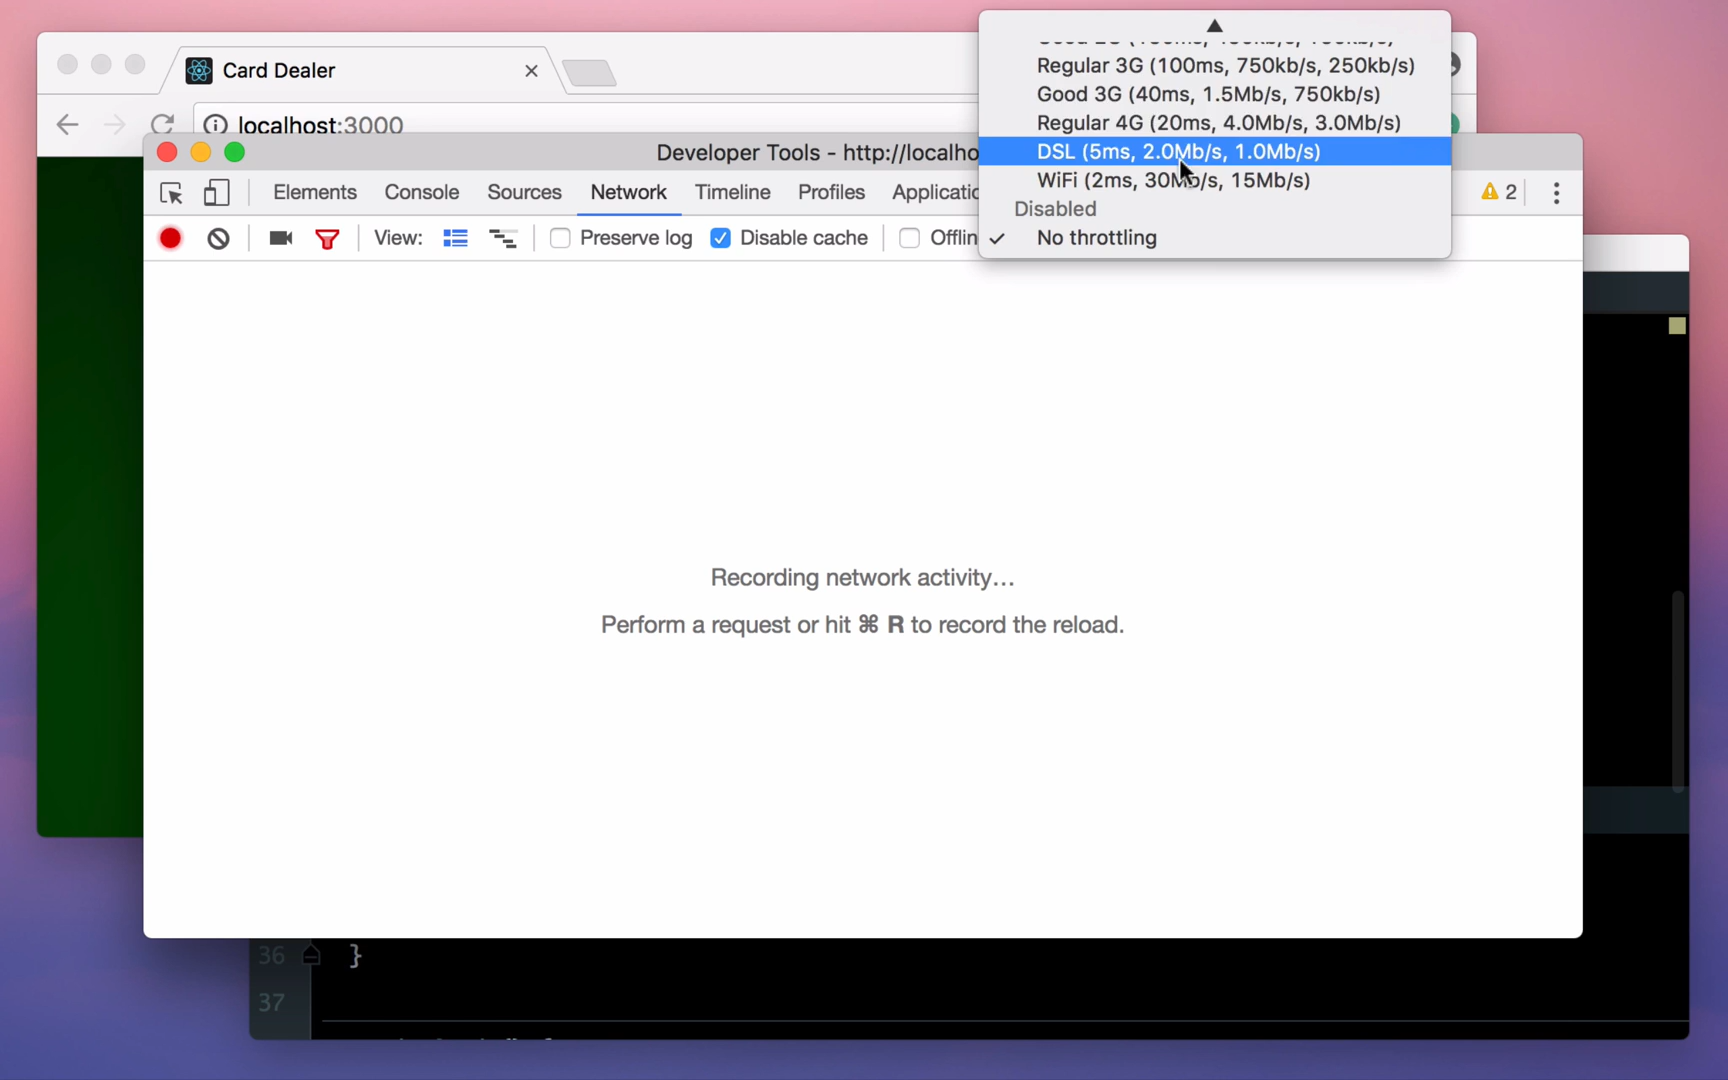 Card Dealer
localhost:3000
Regular 3G (100ms, 750kb/s, 250kb/s)
Good 3G (40ms, 1.5Mb/s, 750kb/s)
Regular 4G (20ms, 4.0Mb/s, 3.0Mb/s)
DSL (5ms, 2.0Mb/s, 1.0Mb/s)
WiFi (2ms, 30Mb/s, 15Mb/s)
Disabled
✓ No throttling
Developer Tools - http://localho
Elements Console Sources Network Timeline Profiles Applicatio 2
View: Preserve log Disable cache Offlin
Recording network activity…
Perform a request or hit ⌘ R to record the reload.
36 }
37